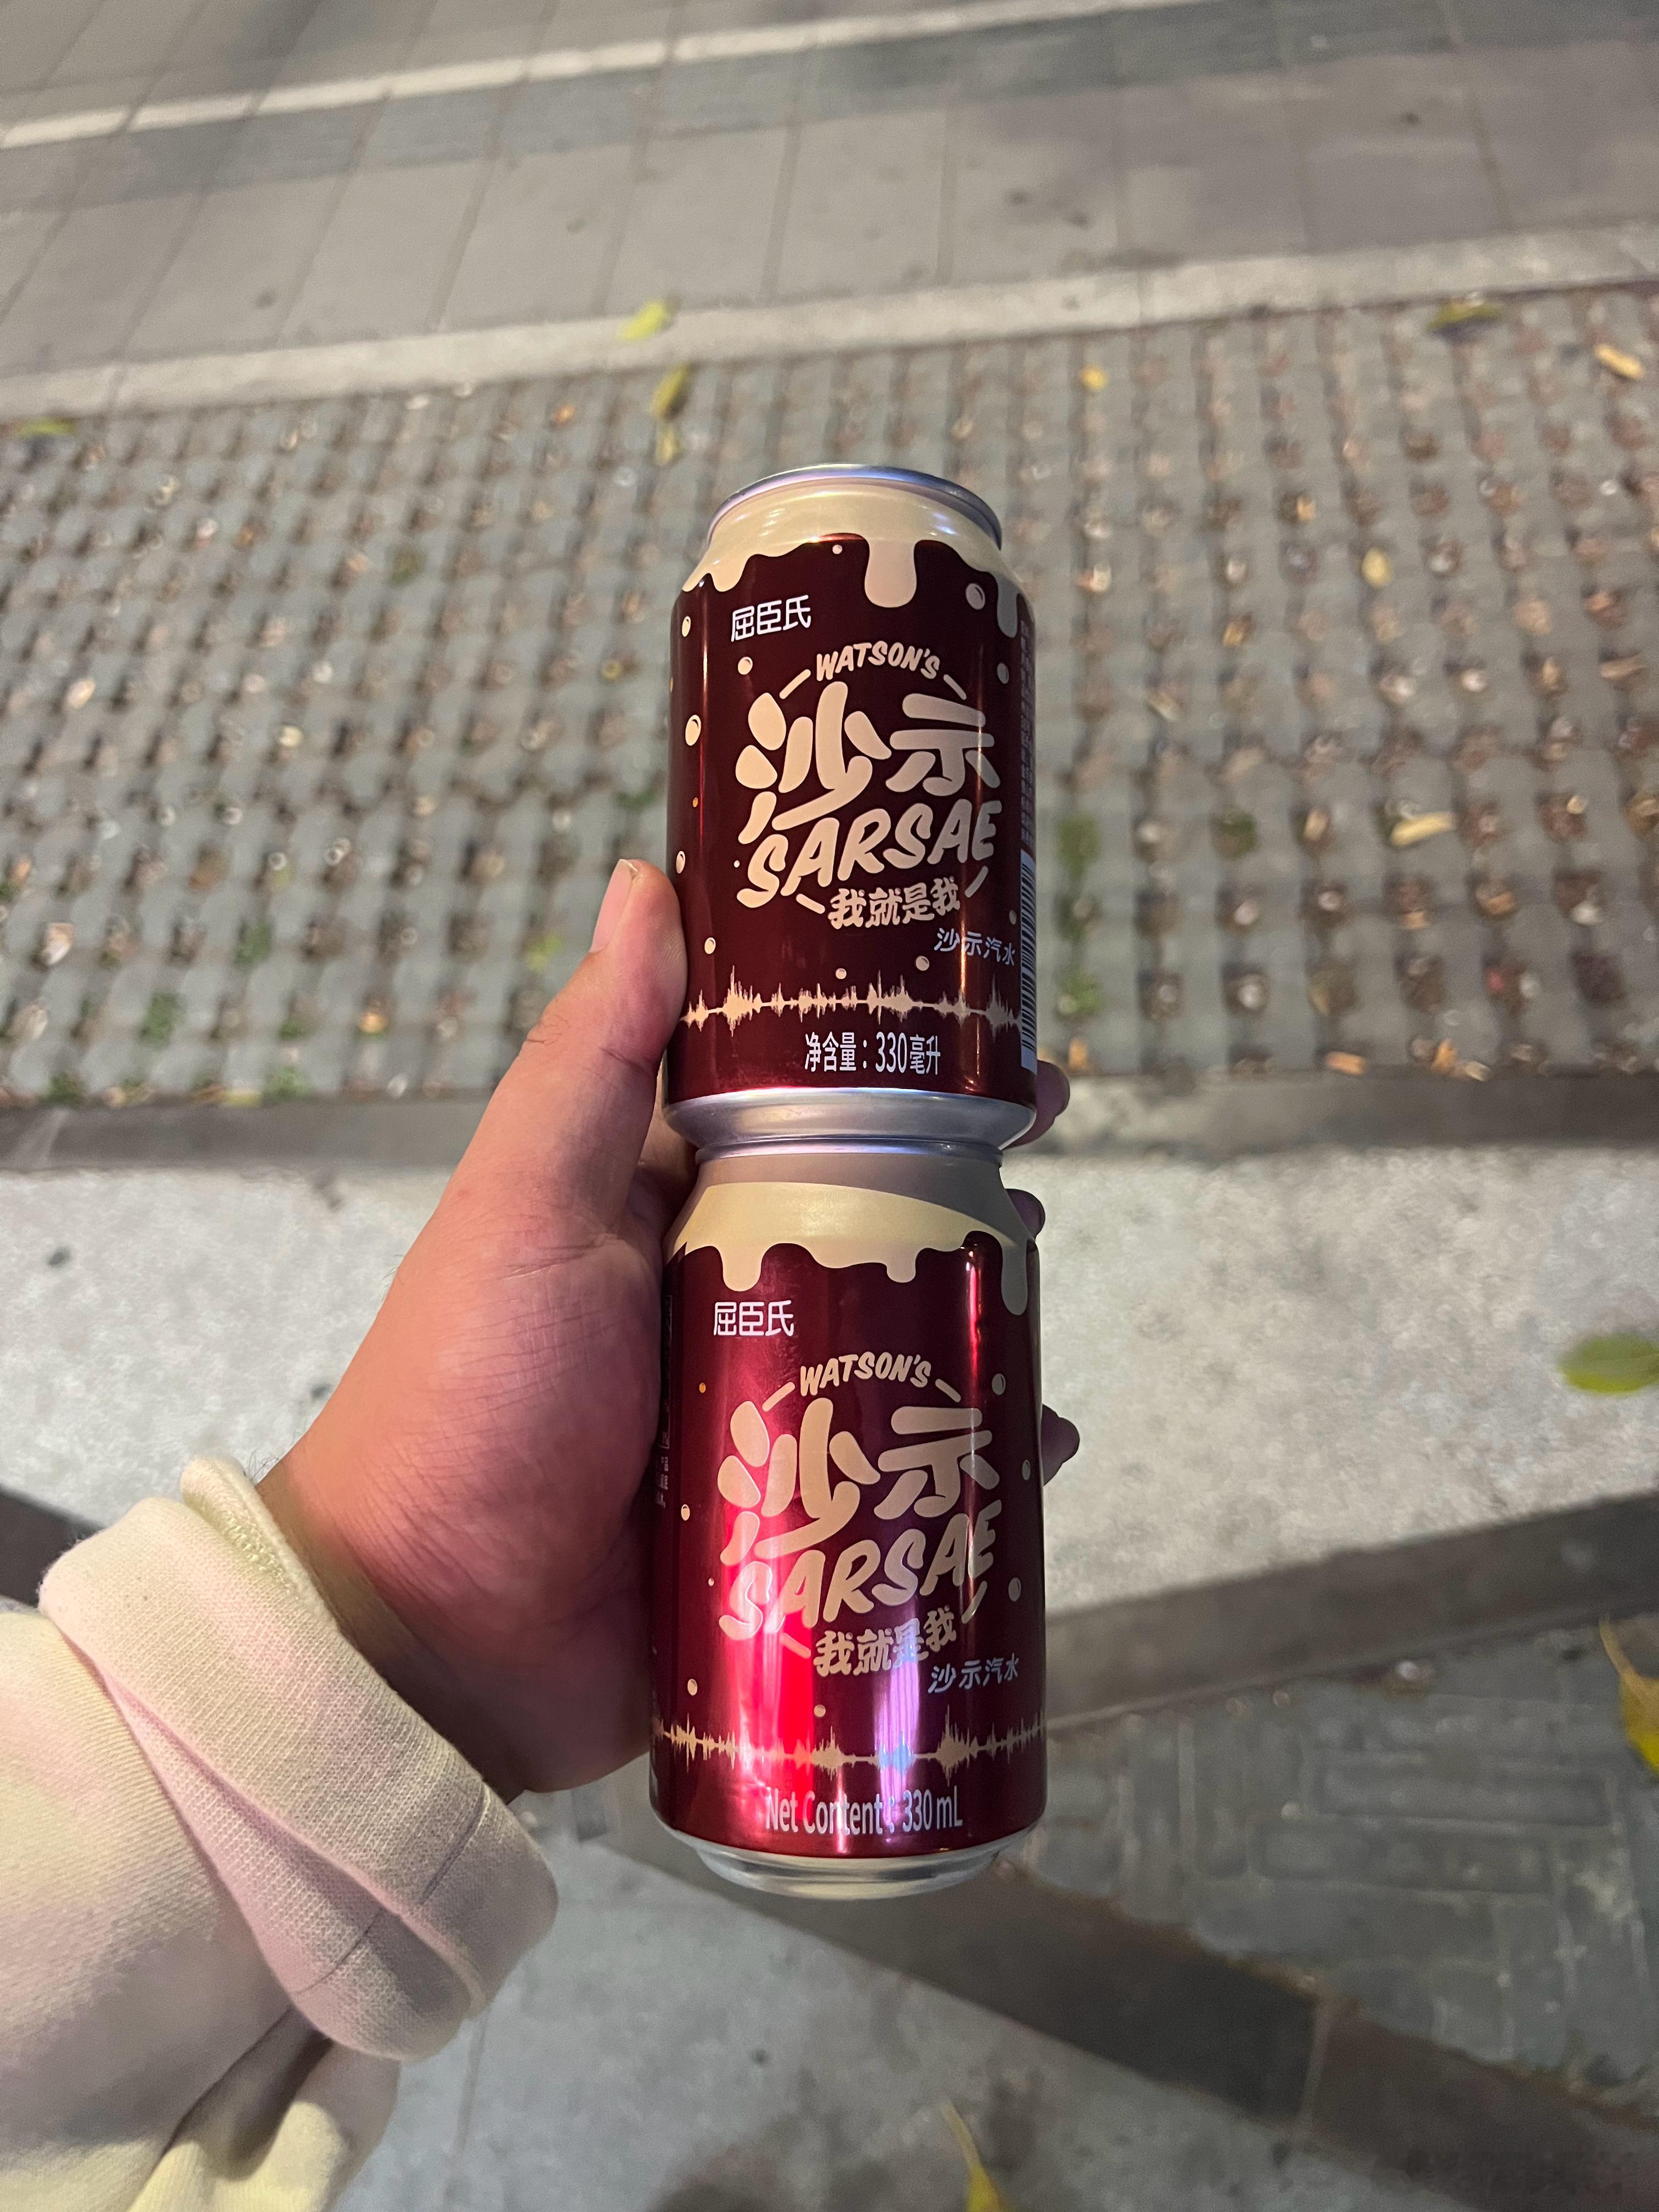 屈臣氏
WATSON'S
沙示
SARSAE
我就是我
沙示汽水
净含量：330毫升
屈臣氏
WATSON'S
沙示
SARSAE
我就是我
沙示汽水
Net Content：330 mL